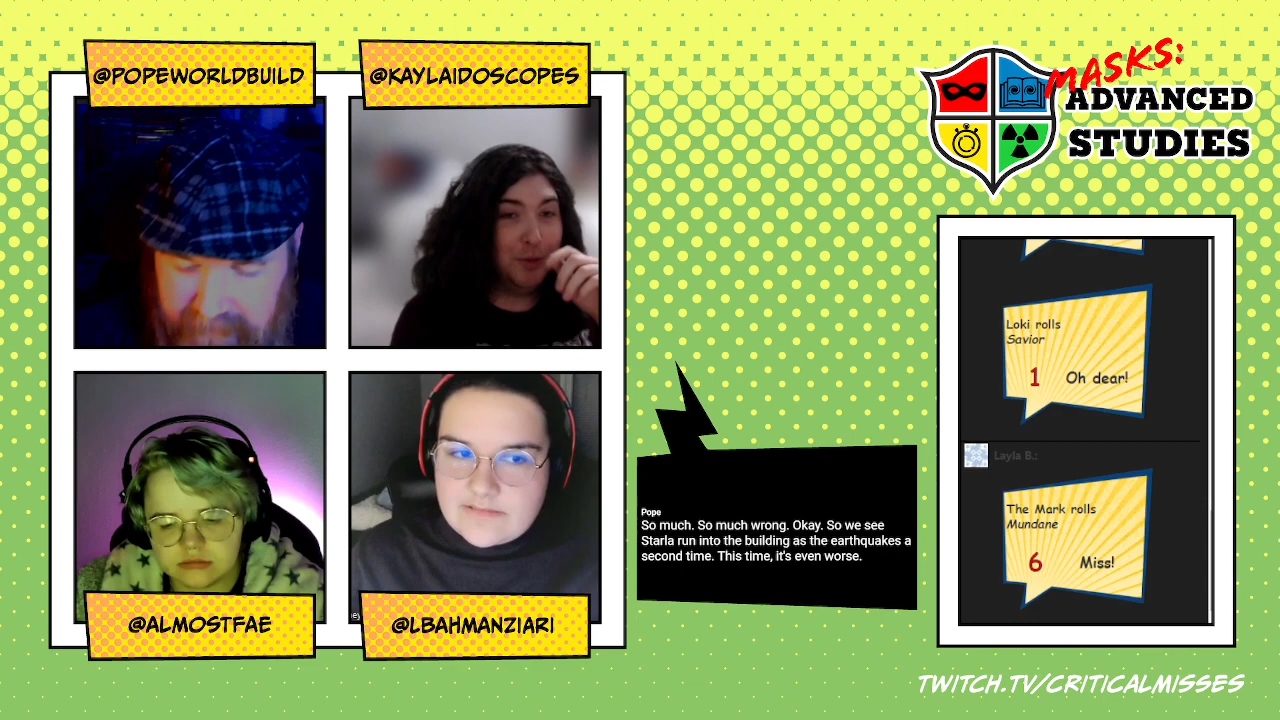 @POPEWORLDBUILD
@KAYLAIDOSCOPES
MASKS:
ADVANCED
STUDIES
Loki rolls
Savior
1 Oh dear!
Layla B.:
The Mark rolls
Mundane
6 Miss!
Pope
So much. So much wrong. Okay. So we see
Starla run into the building as the earthquakes a
second time. This time, it's even worse.
@ALMOSTFAE
@LBAHMANZIARI
TWITCH.TV/CRITICALMISSES